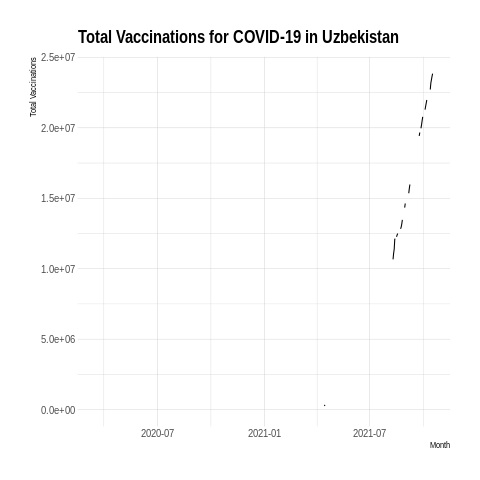 Total Vaccinations for COVID-19 in Uzbekistan
Total Vaccinations
2.5e+07
2.0e+07
1.5e+07
1.0e+07
5.0e+06
0.0e+00
2020-07 2021-01 2021-07
Month